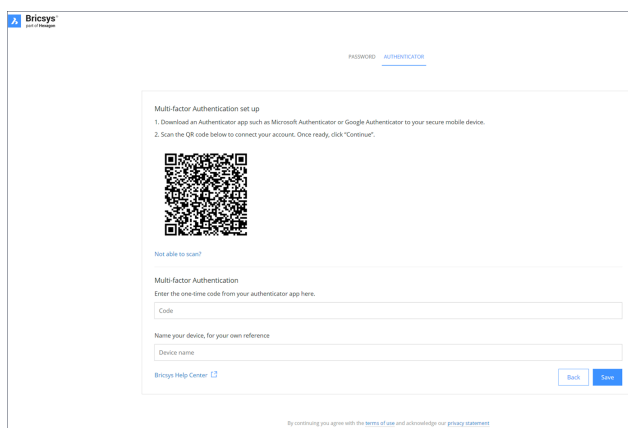 Bricsys®
part of Hexagon
PASSWORD AUTHENTICATOR
Multi-factor Authentication set up
1. Download an Authenticator app such as Microsoft Authenticator or Google Authenticator to your secure mobile device.
2. Scan the QR code below to connect your account. Once ready, click "Continue".
Not able to scan?
Multi-factor Authentication
Enter the one-time code from your authenticator app here.
Code
Name your device, for your own reference
Device name
Bricsys Help Center
Back Save
By continuing you agree with the terms of use and acknowledge our privacy statement